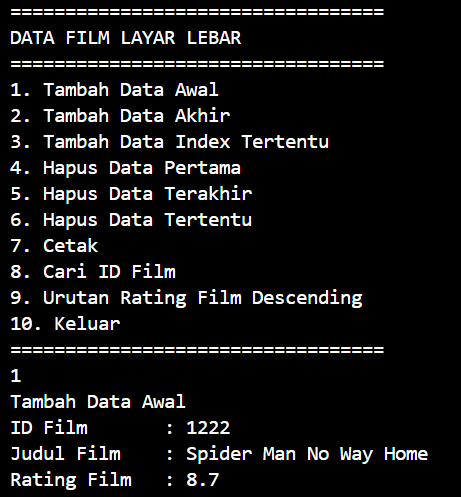 ==================================
DATA FILM LAYAR LEBAR
==================================
1. Tambah Data Awal
2. Tambah Data Akhir
3. Tambah Data Index Tertentu
4. Hapus Data Pertama
5. Hapus Data Terakhir
6. Hapus Data Tertentu
7. Cetak
8. Cari ID Film
9. Urutan Rating Film Descending
10. Keluar
==================================
1
Tambah Data Awal
ID Film       : 1222
Judul Film    : Spider Man No Way Home
Rating Film   : 8.7